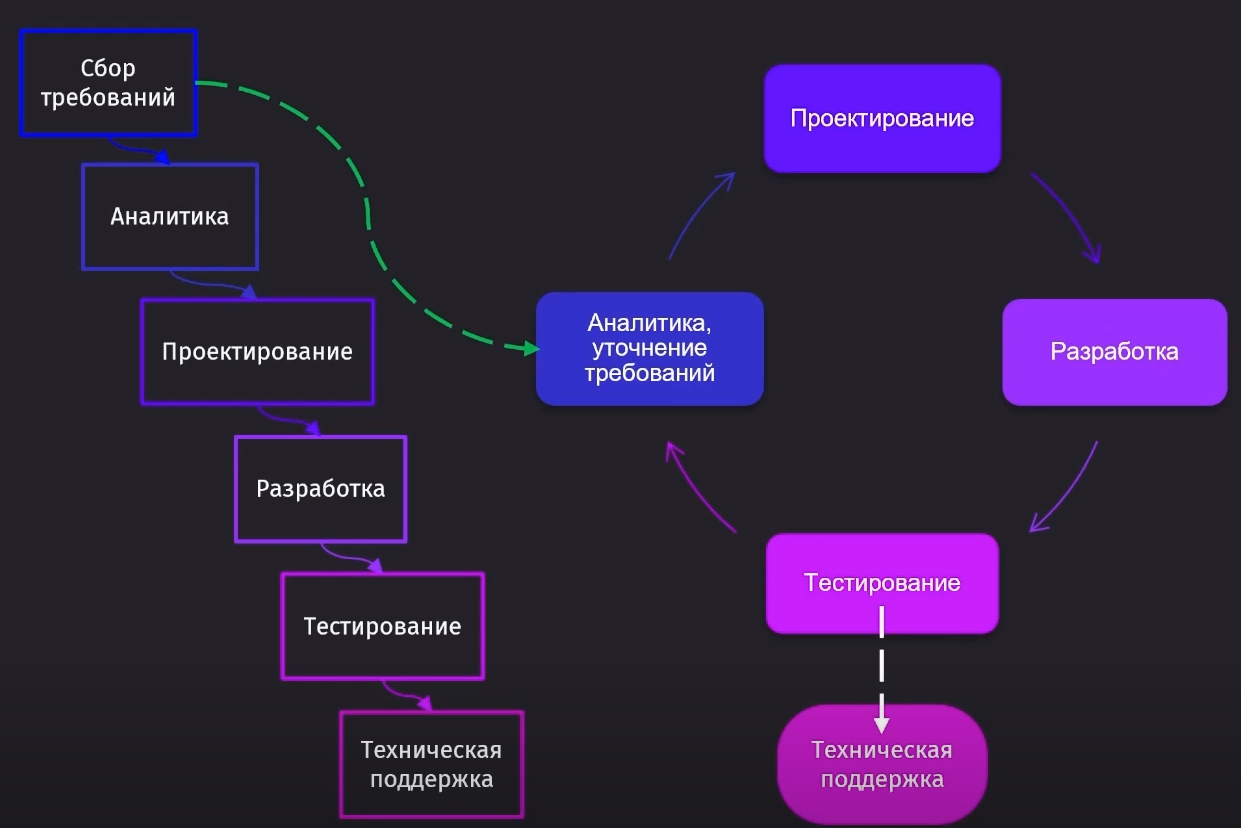 Сбор
требований
Аналитика
Проектирование
Разработка
Тестирование
Техническая
поддержка
Проектирование
Аналитика,
уточнение
требований
Разработка
Тестирование
Техническая
поддержка